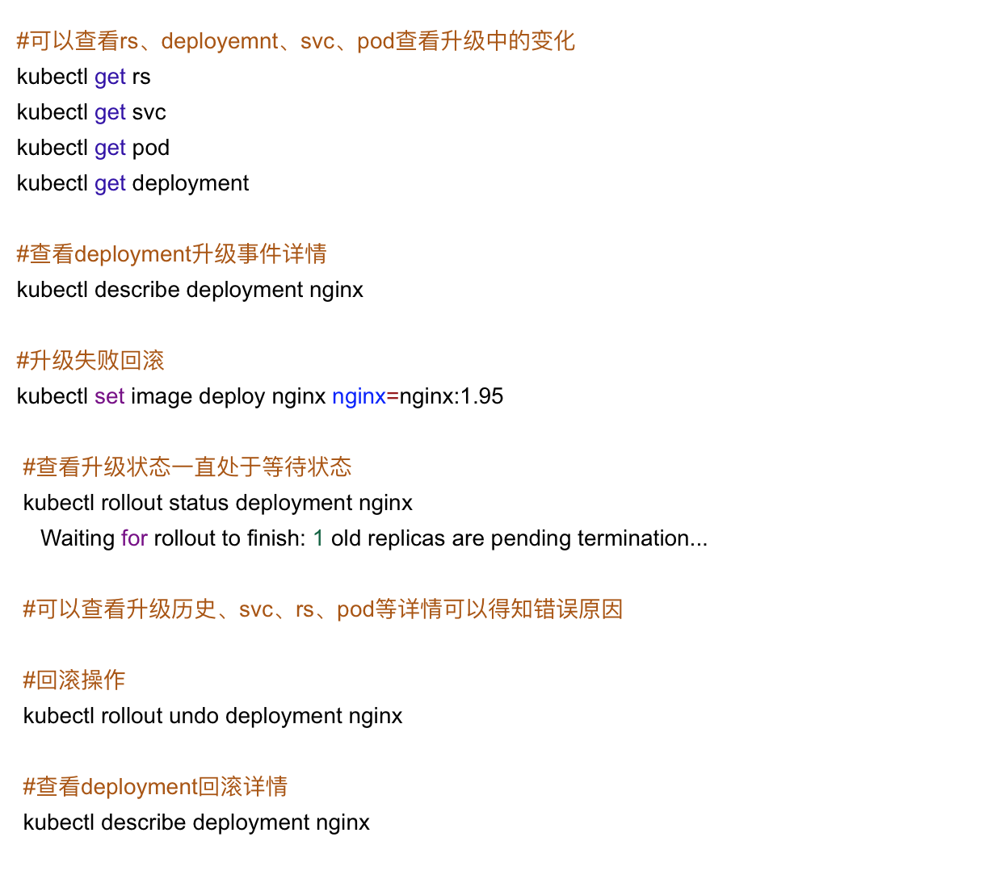 #可以查看rs、deployemnt、svc、pod查看升级中的变化
kubectl get rs
kubectl get svc
kubectl get pod
kubectl get deployment
#查看deployment升级事件详情
kubectl describe deployment nginx
#升级失败回滚
kubectl set image deploy nginx nginx=nginx:1.95
#查看升级状态一直处于等待状态
kubectl rollout status deployment nginx
Waiting for rollout to finish: 1 old replicas are pending termination...
#可以查看升级历史、svc、rs、pod等详情可以得知错误原因
#回滚操作
kubectl rollout undo deployment nginx
#查看deployment回滚详情
kubectl describe deployment nginx